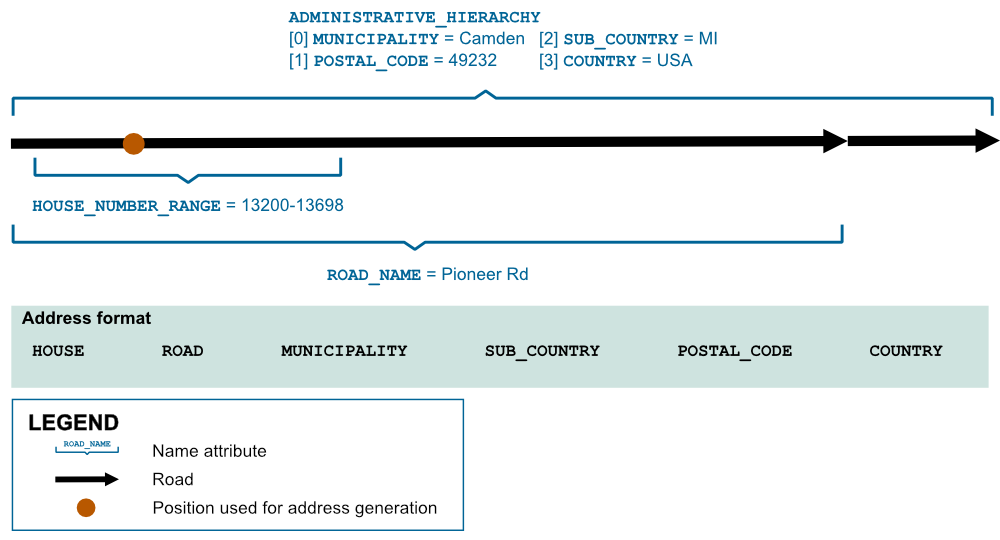 ADMINISTRATIVE_HIERARCHY
[0] MUNICIPALITY = Camden [2] SUB_COUNTRY = MI
[1] POSTAL_CODE = 49232 [3] COUNTRY = USA
HOUSE_NUMBER_RANGE = 13200-13698
ROAD_NAME = Pioneer Rd
Address format
HOUSE ROAD MUNICIPALITY SUB_COUNTRY POSTAL_CODE COUNTRY
LEGEND
ROAD_NAME Name attribute
Road
Position used for address generation